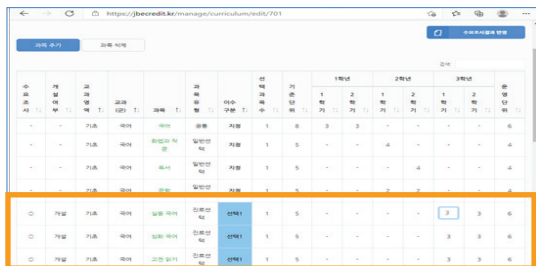 https://jbecredit.kr/manage/curriculum/edit/701
수요조사결과 반영
과목 추가 과목 삭제
검색
수요조사 개설여부 교과영역 교과(군) 과목 과목유형 이수구분 선택과목수 기준단위 1학년 2학년 3학년 운영단위
1학기 2학기 1학기 2학기 1학기 2학기
- - 기초 국어 국어 공통 지정 1 8 3 3 - - - - 6
- - 기초 국어 화법과 작문 일반선택 지정 1 5 - - 4 - - - 4
- - 기초 국어 독서 일반선택 지정 1 5 - - - 4 - - 4
- - 기초 국어 문학 일반선택 지정 1 5 - - 2 2 - - 4
개설 기초 국어 실용 국어 진로선택 선택1 1 5 - - - - 3 3 6
개설 기초 국어 심화 국어 진로선택 선택1 1 5 - - - - 3 3 6
개설 기초 국어 고전 읽기 진로선택 선택1 1 5 - - - - 3 3 6